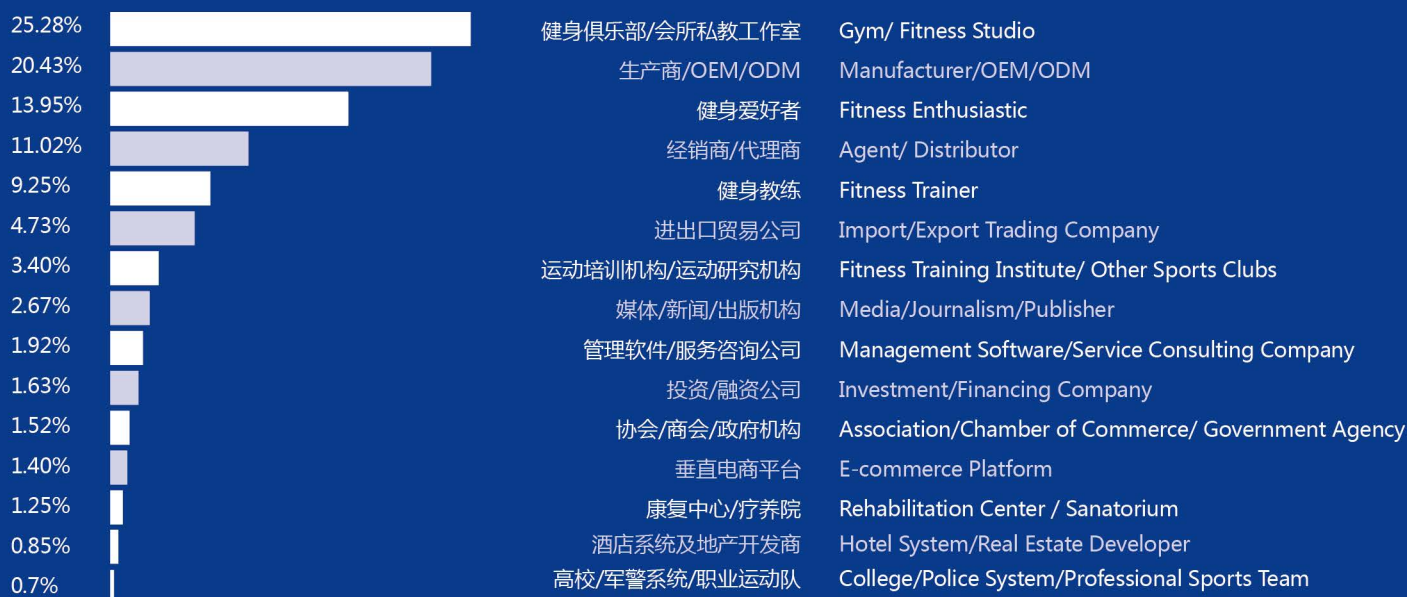 25.28% 健身俱乐部/会所私教工作室 Gym/ Fitness Studio
20.43% 生产商/OEM/ODM Manufacturer/OEM/ODM
13.95% 健身爱好者 Fitness Enthusiastic
11.02% 经销商/代理商 Agent/ Distributor
9.25% 健身教练 Fitness Trainer
4.73% 进出口贸易公司 Import/Export Trading Company
3.40% 运动培训机构/运动研究机构 Fitness Training Institute/ Other Sports Clubs
2.67% 媒体/新闻/出版机构 Media/Journalism/Publisher
1.92% 管理软件/服务咨询公司 Management Software/Service Consulting Company
1.63% 投资/融资公司 Investment/Financing Company
1.52% 协会/商会/政府机构 Association/Chamber of Commerce/ Government Agency
1.40% 垂直电商平台 E-commerce Platform
1.25% 康复中心/疗养院 Rehabilitation Center / Sanatorium
0.85% 酒店系统及地产开发商 Hotel System/Real Estate Developer
0.7% 高校/军警系统/职业运动队 College/Police System/Professional Sports Team